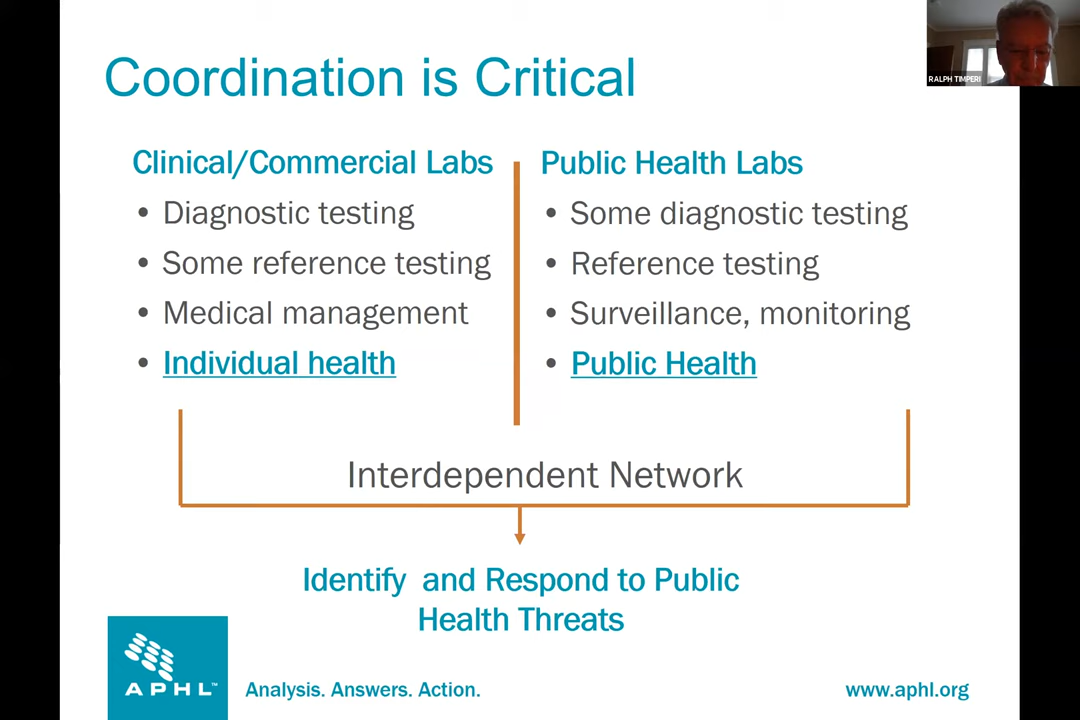 Coordination is Critical
RALPH TIMPERI
Clinical/Commercial Labs
• Diagnostic testing
• Some reference testing
• Medical management
• Individual health
Public Health Labs
• Some diagnostic testing
• Reference testing
• Surveillance, monitoring
• Public Health
Interdependent Network
Identify and Respond to Public
Health Threats
APHL™
Analysis. Answers. Action.
www.aphl.org